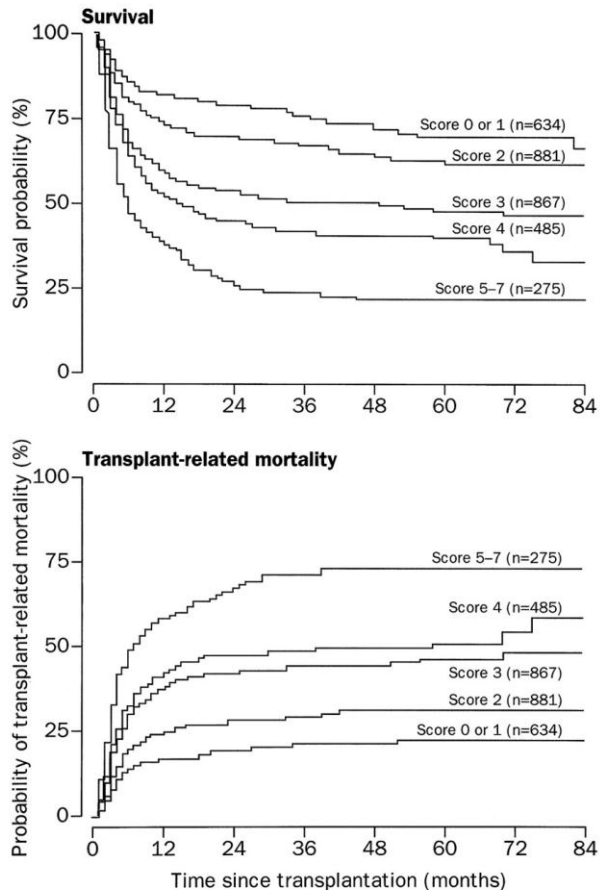 Survival
Survival probability (%)
100
75
50
25
0
Score 0 or 1 (n=634)
Score 2 (n=881)
Score 3 (n=867)
Score 4 (n=485)
Score 5–7 (n=275)
0 12 24 36 48 60 72 84
Transplant-related mortality
Probability of transplant-related mortality (%)
100
75
50
25
0
Score 5–7 (n=275)
Score 4 (n=485)
Score 3 (n=867)
Score 2 (n=881)
Score 0 or 1 (n=634)
0 12 24 36 48 60 72 84
Time since transplantation (months)